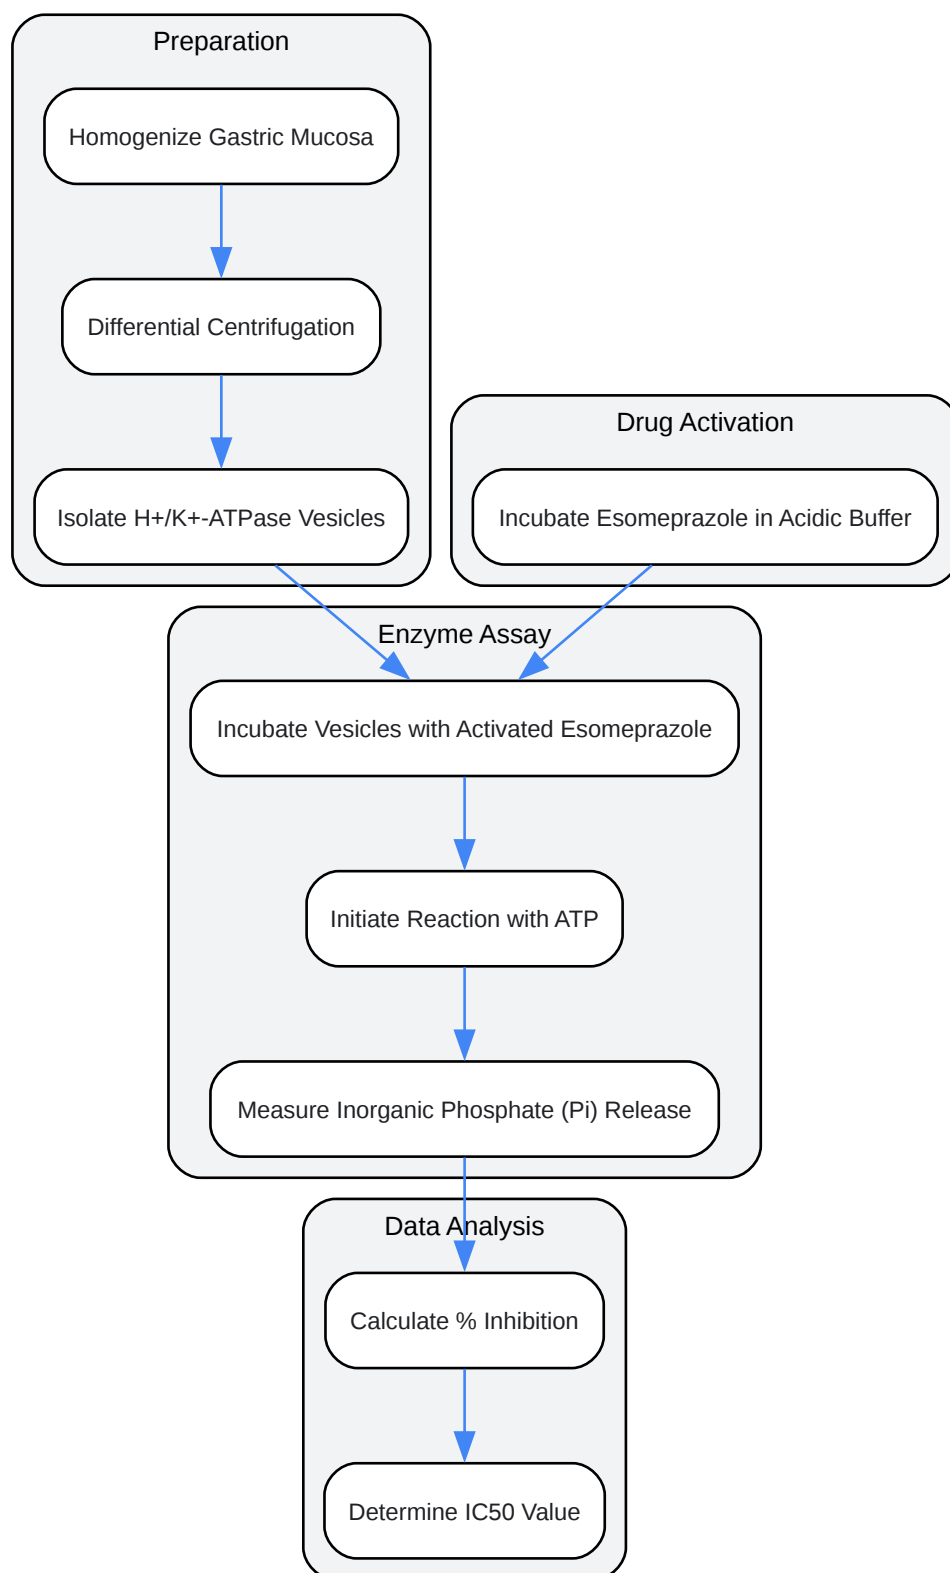 Preparation
Homogenize Gastric Mucosa
Differential Centrifugation
Isolate H+/K+-ATPase Vesicles
Drug Activation
Incubate Esomeprazole in Acidic Buffer
Enzyme Assay
Incubate Vesicles with Activated Esomeprazole
Initiate Reaction with ATP
Measure Inorganic Phosphate (Pi) Release
Data Analysis
Calculate % Inhibition
Determine IC50 Value